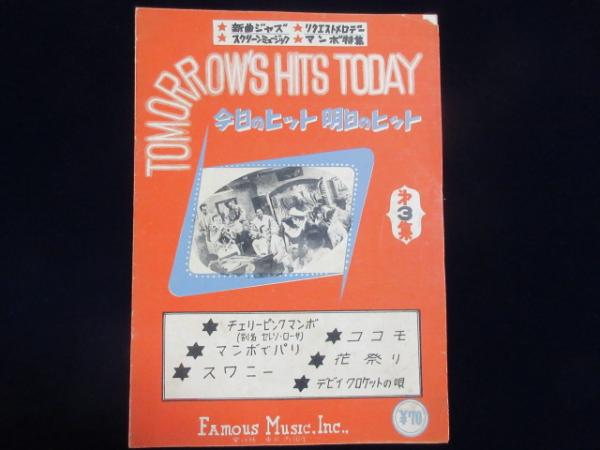 ★ 新曲ジャズ ★ リクエストメロデー
★ スクリーンミュージック ★ マンボ特集
TOMORROW'S HITS TODAY
今日のヒット 明日のヒット
第3集
★ チェリーピンクマンボ
(別名 セレソ・ローサ)
★ マンボでパリ
★ スワニー
★ ココモ
★ 花祭り
★ デビイクロケットの唄
FAMOUS MUSIC, INC.,
¥70